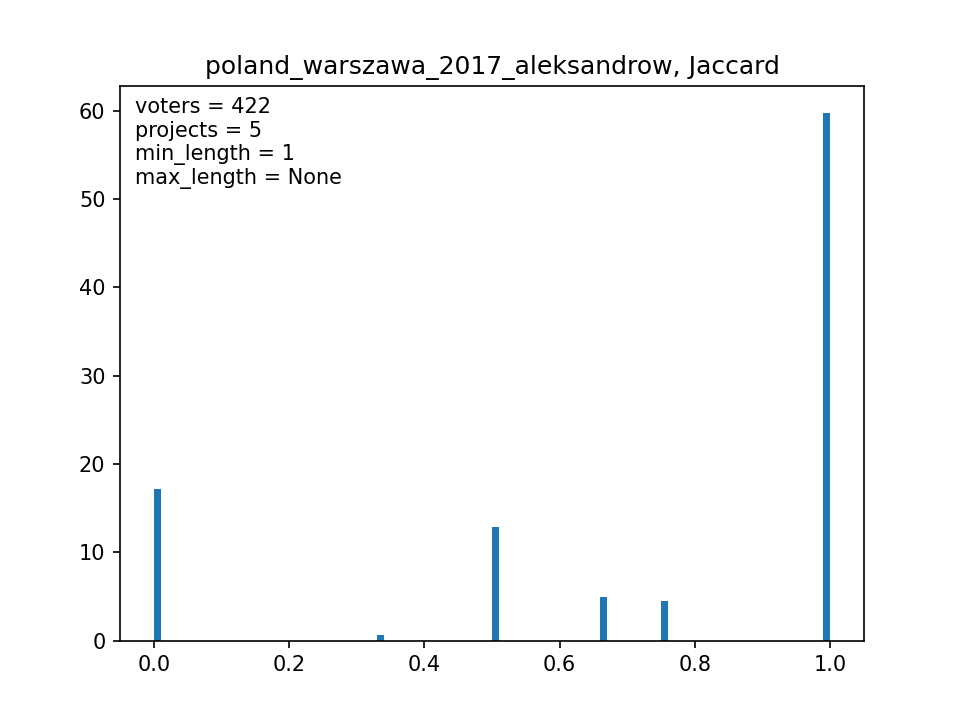 poland_warszawa_2017_aleksandrow, Jaccard
voters = 422
projects = 5
min_length = 1
max_length = None
60
50
40
30
20
10
0
0.0 0.2 0.4 0.6 0.8 1.0